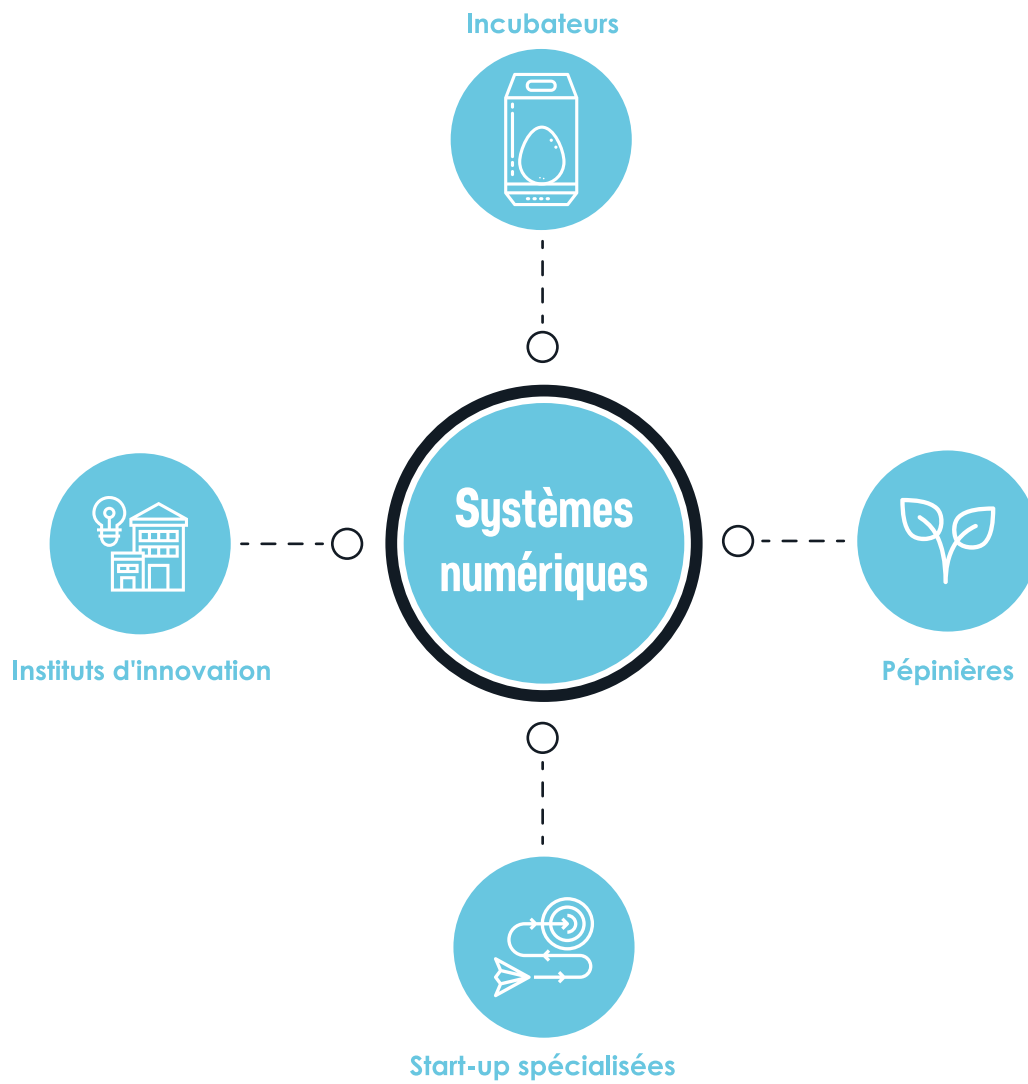 Incubateurs
Systèmes
numériques
Instituts d'innovation
Pépinières
Start-up spécialisées